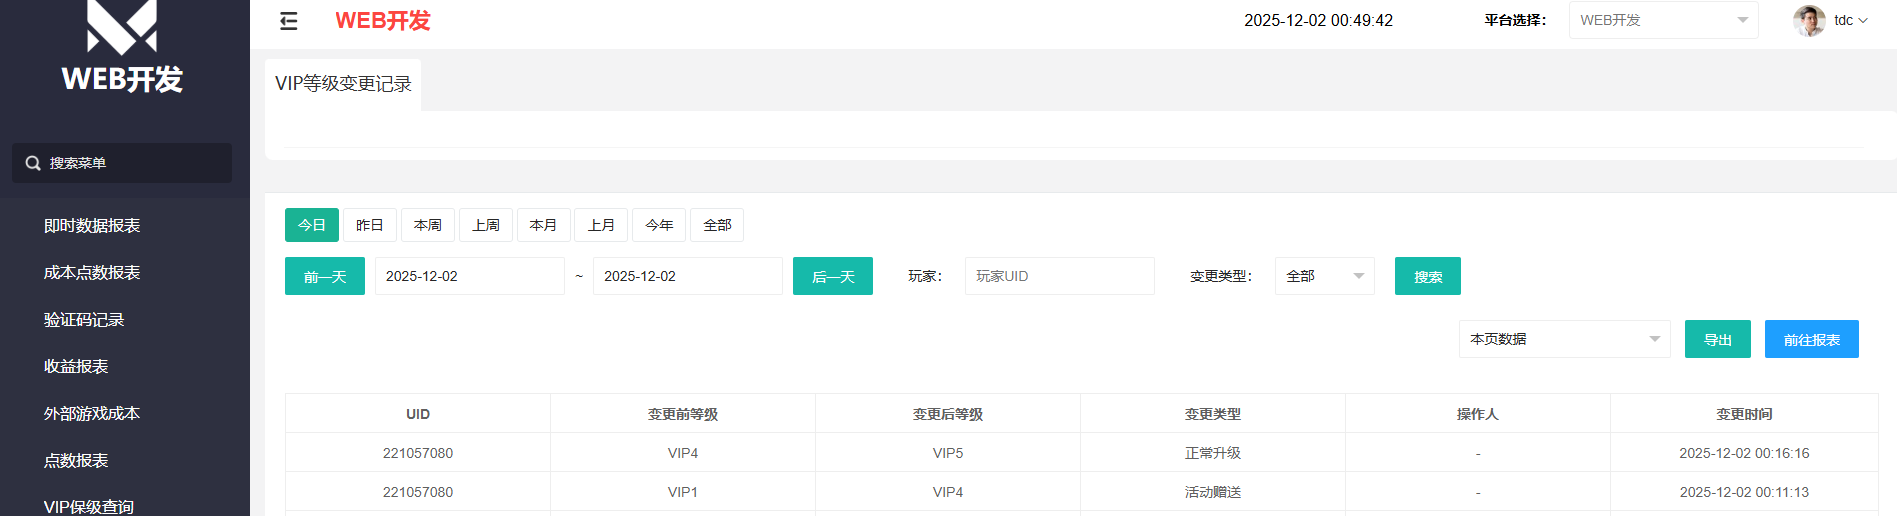 WEB开发
搜索菜单
即时数据报表
成本点数报表
验证码记录
收益报表
外部游戏成本
点数报表
VIP保级查询
WEB开发 2025-12-02 00:49:42 平台选择： WEB开发 tdc
VIP等级变更记录
今日 昨日 本周 上周 本月 上月 今年 全部
前一天 2025-12-02 ~ 2025-12-02 后一天 玩家： 玩家UID 变更类型： 全部 搜索
本页数据 导出 前往报表
UID 变更前等级 变更后等级 变更类型 操作人 变更时间
221057080 VIP4 VIP5 正常升级 - 2025-12-02 00:16:16
221057080 VIP1 VIP4 活动赠送 - 2025-12-02 00:11:13